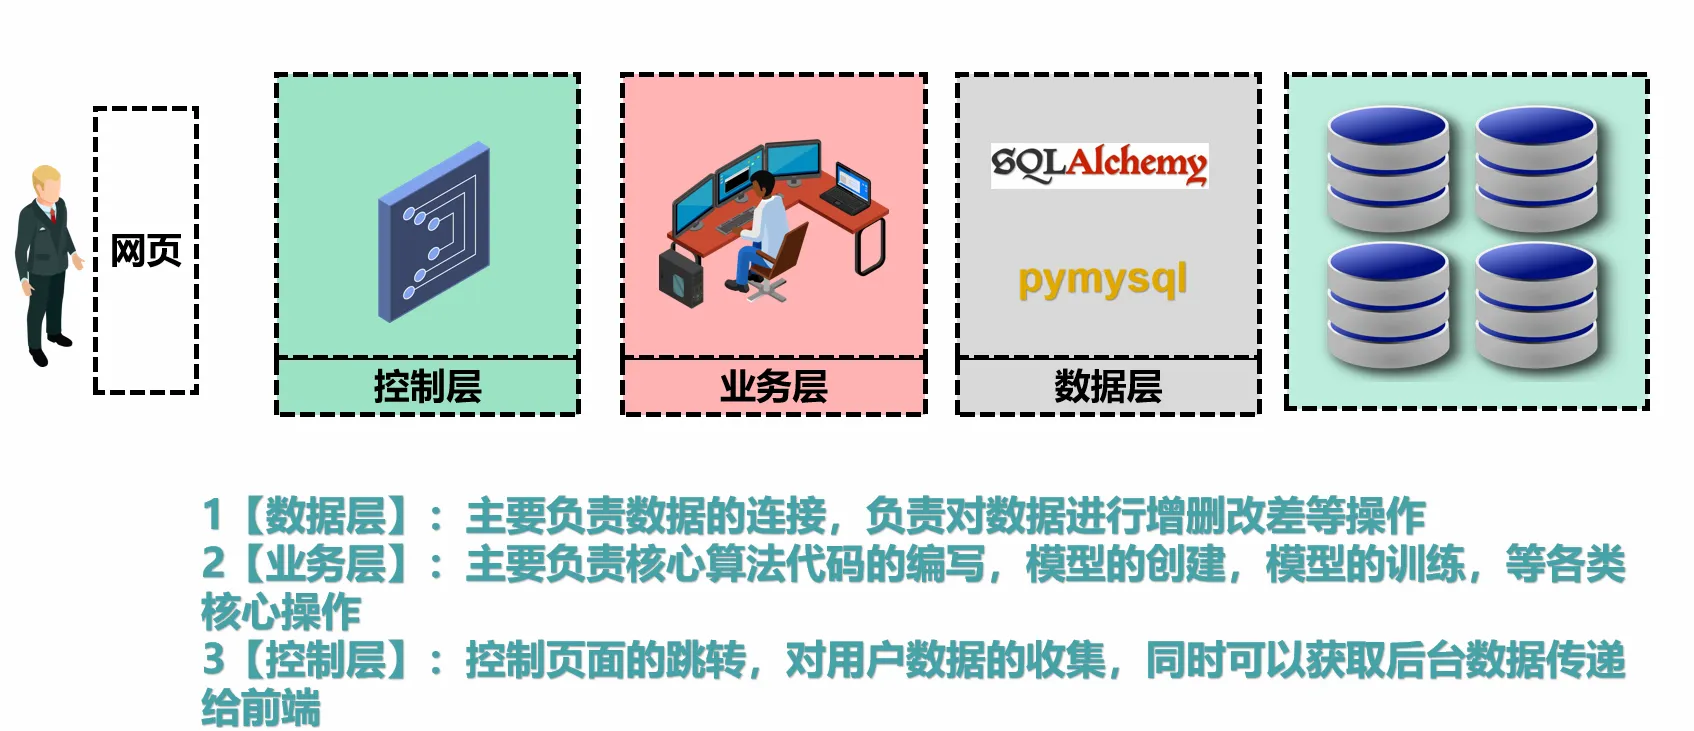 网页
控制层
业务层
SQLAlchemy
pymysql
数据层
1【数据层】：主要负责数据的连接，负责对数据进行增删改差等操作
2【业务层】：主要负责核心算法代码的编写，模型的创建，模型的训练，等各类
核心操作
3【控制层】：控制页面的跳转，对用户数据的收集，同时可以获取后台数据传递
给前端